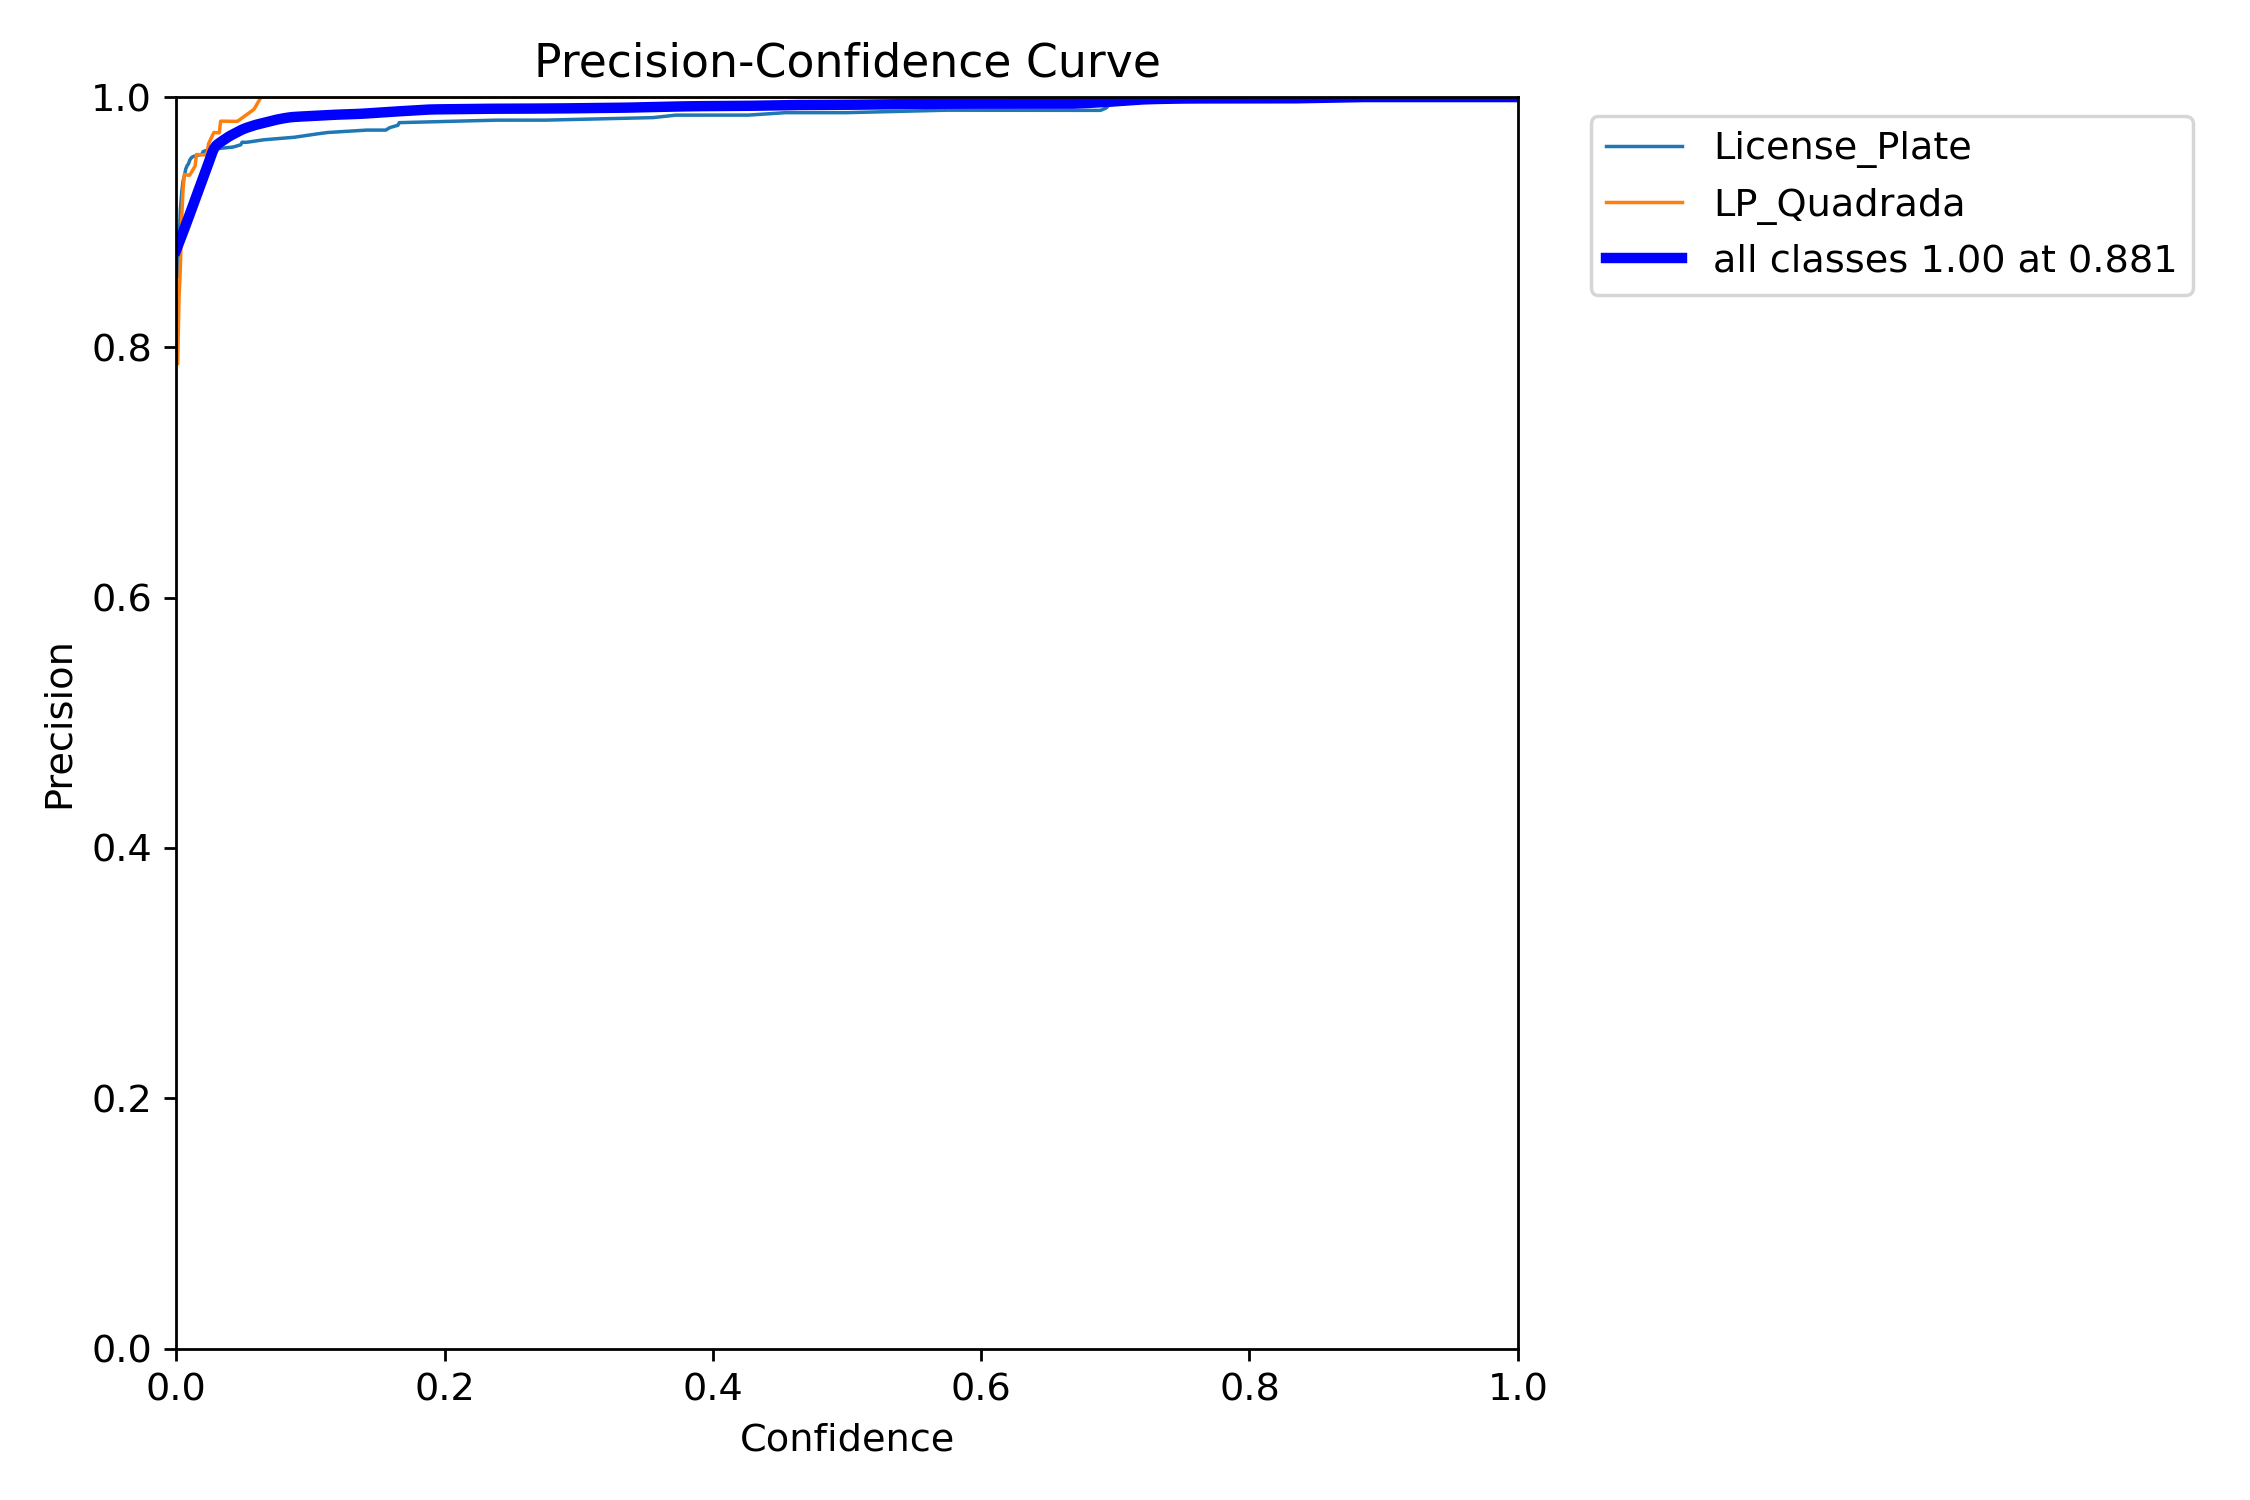 Precision-Confidence Curve
1.0
0.8
0.6
0.4
0.2
0.0
Precision
0.0 0.2 0.4 0.6 0.8 1.0
Confidence
License_Plate
LP_Quadrada
all classes 1.00 at 0.881